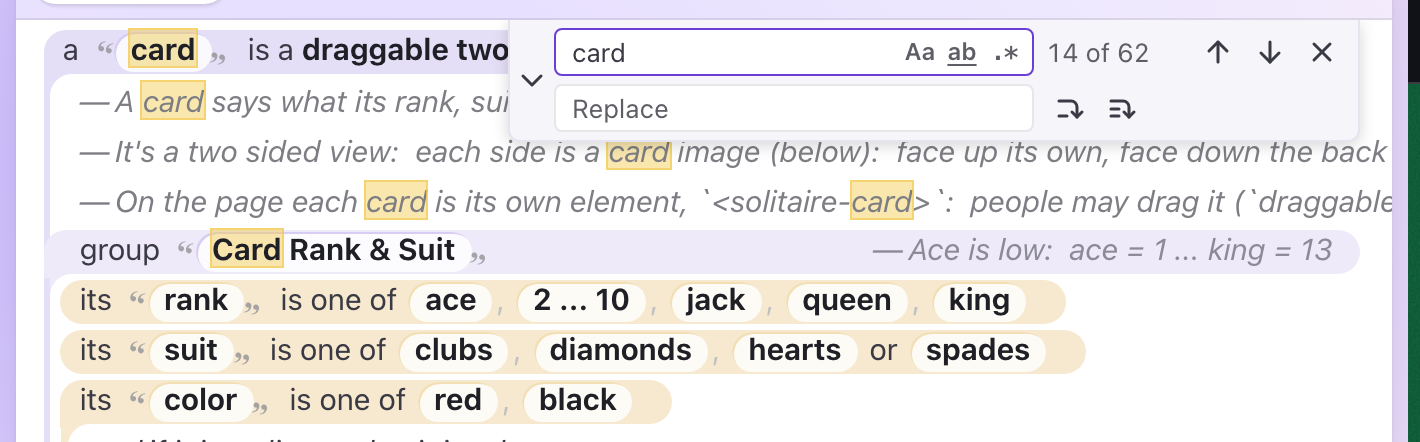 a “card„ is a draggable two
card Aa ab .* 14 of 62
Replace
— A card says what its rank, sui
— It's a two sided view: each side is a card image (below): face up its own, face down the back
— On the page each card is its own element, `<solitaire-card>`: people may drag it (`draggable
group “Card Rank & Suit„ — Ace is low: ace = 1 ... king = 13
its “rank„ is one of ace , 2 ... 10 , jack , queen , king
its “suit„ is one of clubs , diamonds , hearts or spades
its “color„ is one of red , black